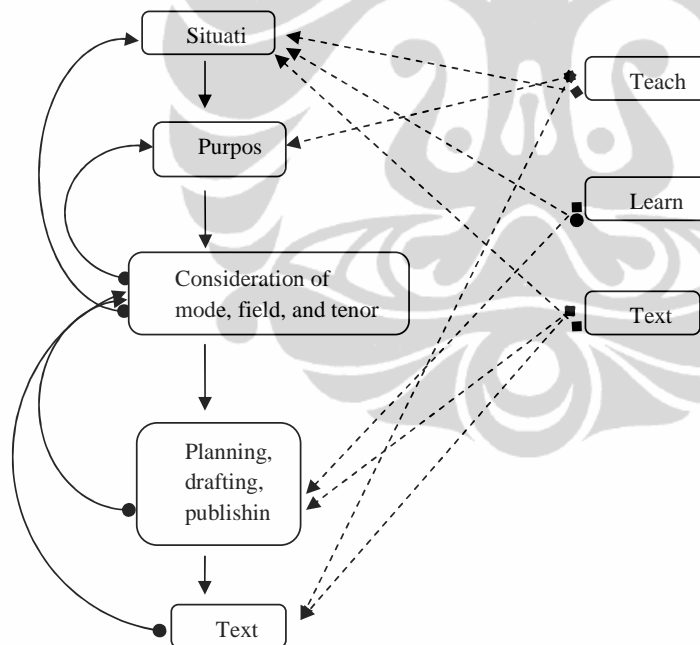 Situati
Purpos
Consideration of
mode, field, and tenor
Planning,
drafting,
publishin
Text
Teach
Learn
Text